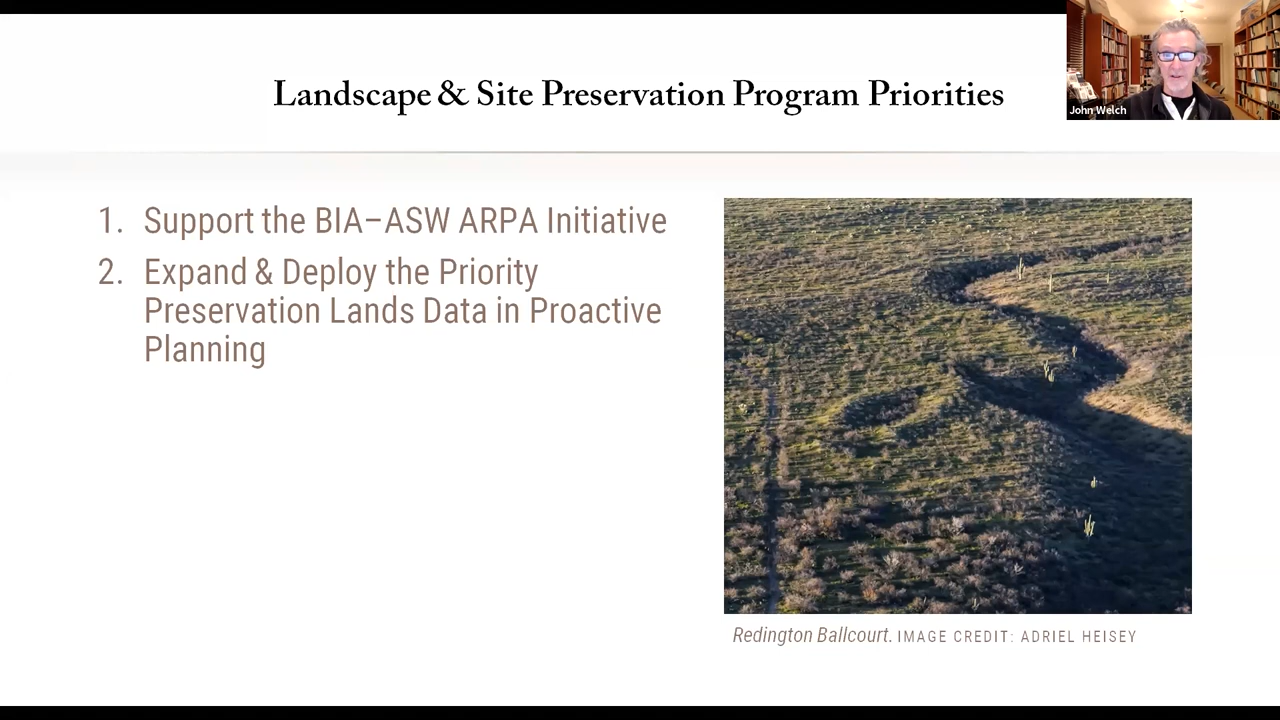 Landscape & Site Preservation Program Priorities
John Welch
1. Support the BIA–ASW ARPA Initiative
2. Expand & Deploy the Priority
Preservation Lands Data in Proactive
Planning
Redington Ballcourt. IMAGE CREDIT: ADRIEL HEISEY